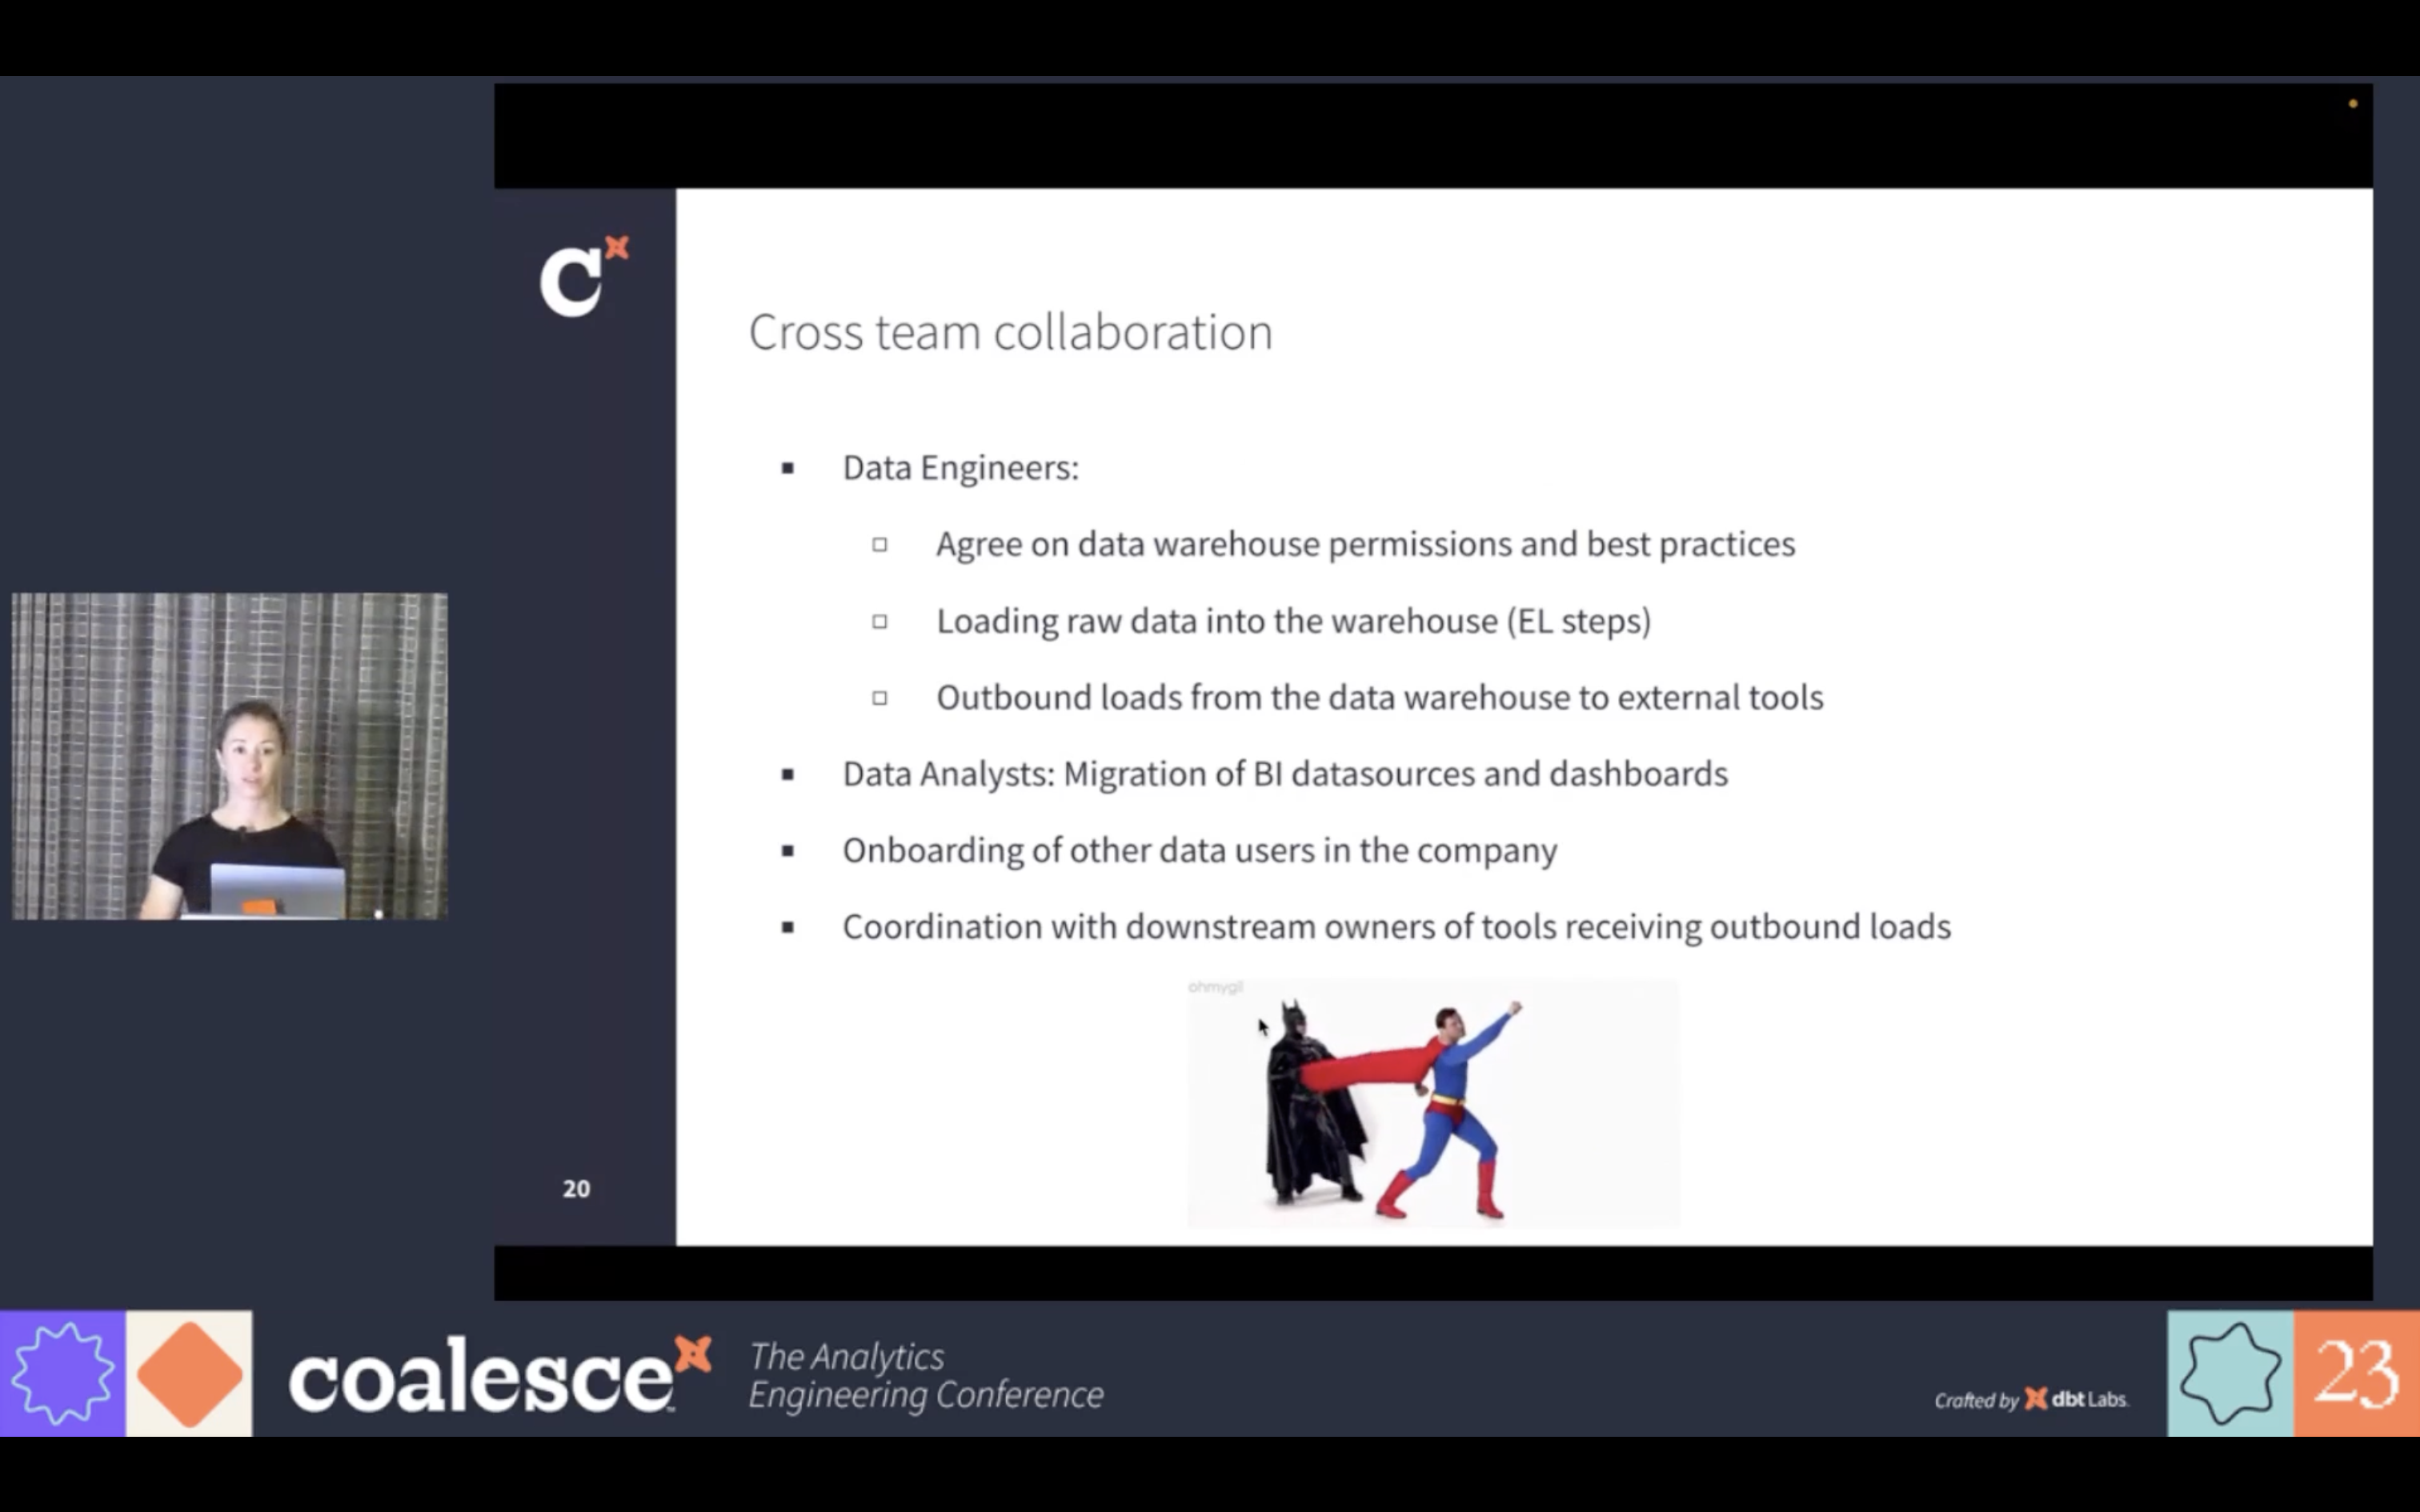 C
Cross team collaboration
Data Engineers:
Agree on data warehouse permissions and best practices
Loading raw data into the warehouse (EL steps)
Outbound loads from the data warehouse to external tools
Data Analysts: Migration of BI datasources and dashboards
Onboarding of other data users in the company
Coordination with downstream owners of tools receiving outbound loads
ohmygil
20
coalesce
The Analytics
Engineering Conference
Crafted by dbt Labs.
23